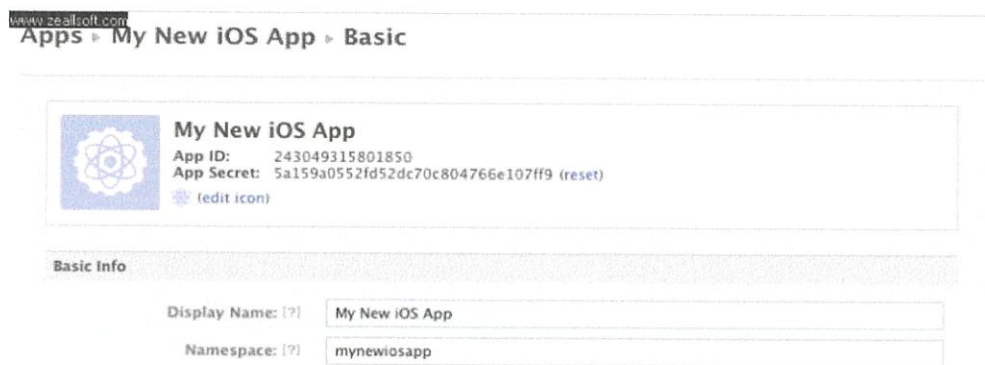 www.zeallsoft.com
Apps ▸ My New iOS App ▸ Basic
My New iOS App
App ID: 243049315801850
App Secret: 5a159a0552fd52dc70c804766e107ff9 (reset)
(edit icon)
Basic Info
Display Name: [?] My New iOS App
Namespace: [?] mynewiosapp